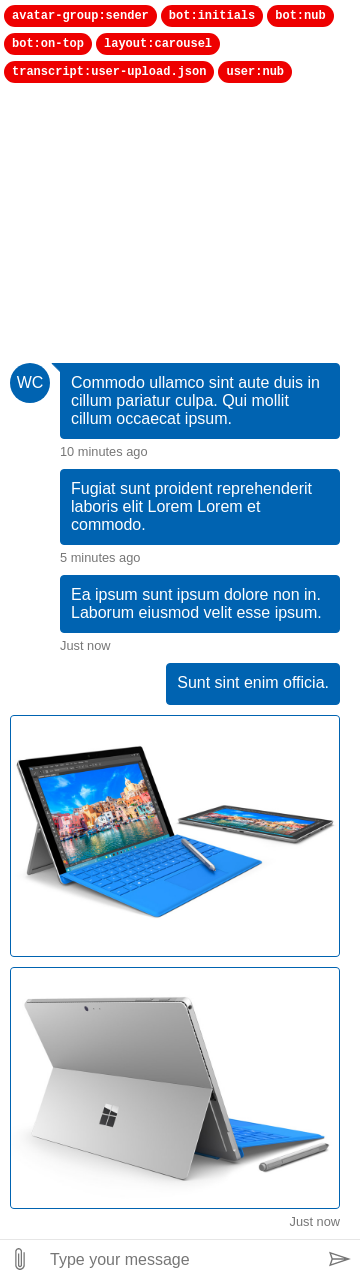 avatar-group:sender bot:initials bot:nub
bot:on-top layout:carousel
transcript:user-upload.json user:nub
WC
Commodo ullamco sint aute duis in
cillum pariatur culpa. Qui mollit
cillum occaecat ipsum.
10 minutes ago
Fugiat sunt proident reprehenderit
laboris elit Lorem Lorem et
commodo.
5 minutes ago
Ea ipsum sunt ipsum dolore non in.
Laborum eiusmod velit esse ipsum.
Just now
Sunt sint enim officia.
Just now
Type your message